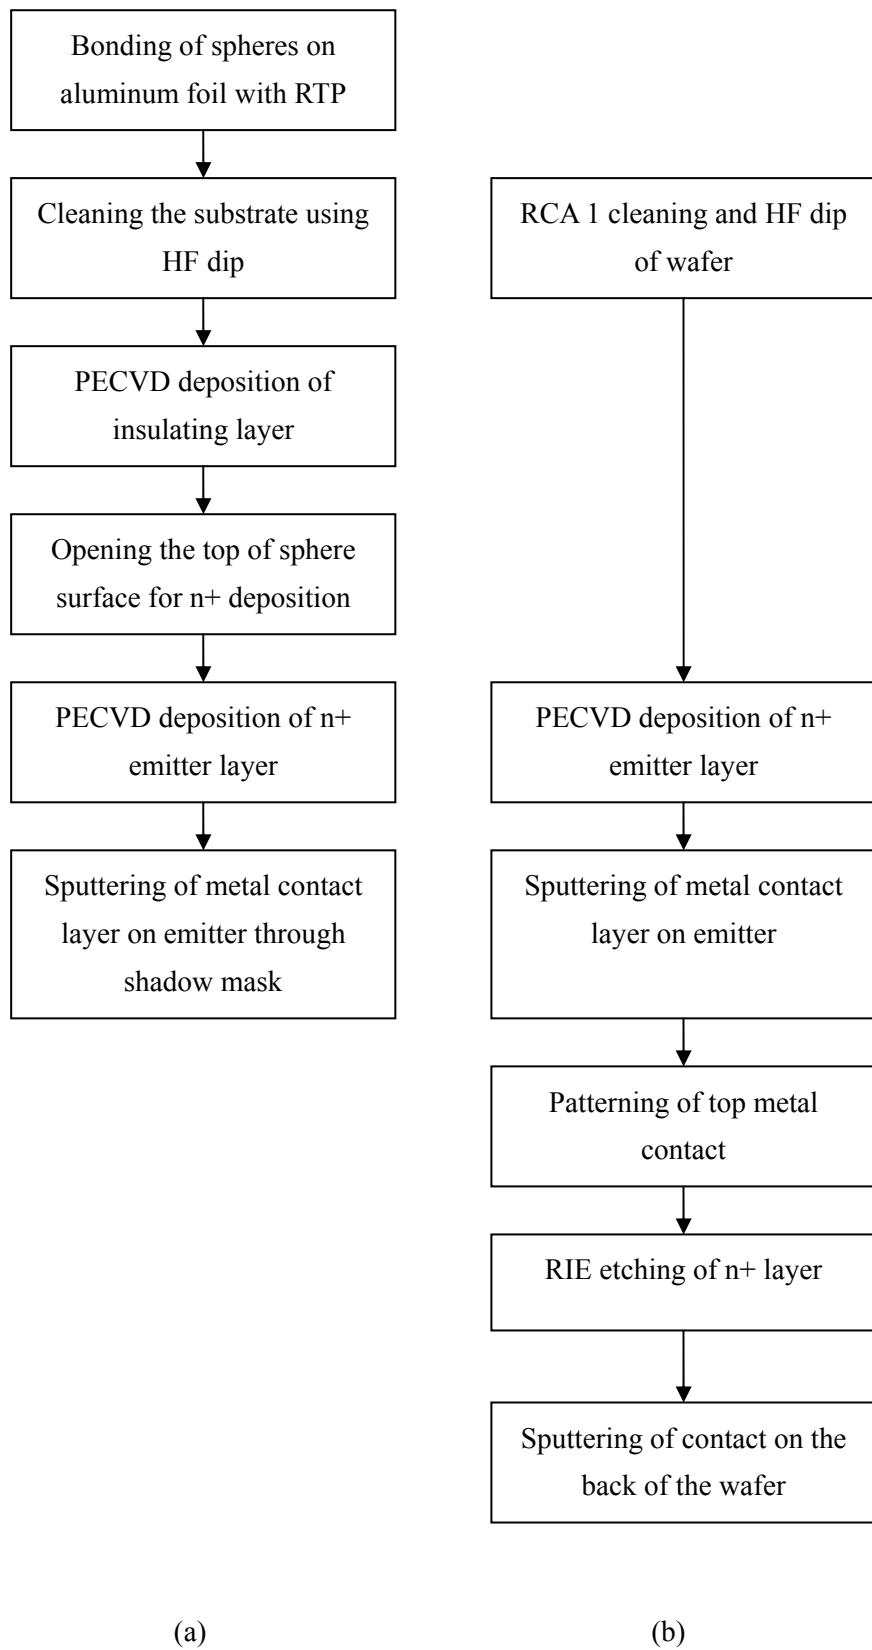 Bonding of spheres on
aluminum foil with RTP
Cleaning the substrate using
HF dip
PECVD deposition of
insulating layer
Opening the top of sphere
surface for n+ deposition
PECVD deposition of n+
emitter layer
Sputtering of metal contact
layer on emitter through
shadow mask
(a)
RCA 1 cleaning and HF dip
of wafer
PECVD deposition of n+
emitter layer
Sputtering of metal contact
layer on emitter
Patterning of top metal
contact
RIE etching of n+ layer
Sputtering of contact on the
back of the wafer
(b)